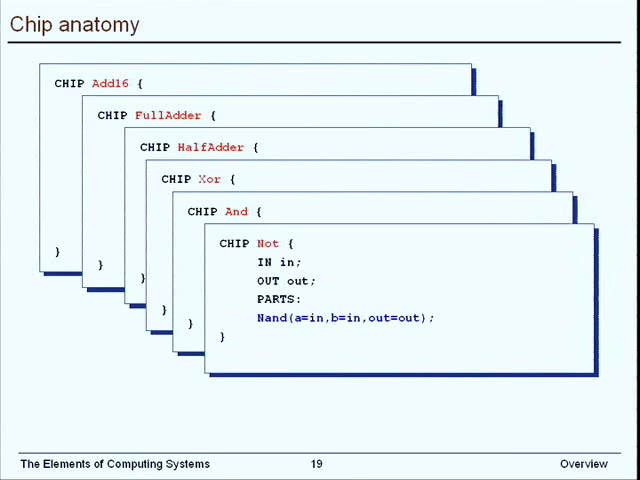 Chip anatomy
CHIP Add16 {
CHIP FullAdder {
CHIP HalfAdder {
CHIP Xor {
CHIP And {
CHIP Not {
IN in;
OUT out;
PARTS:
Nand(a=in,b=in,out=out);
}
}
}
}
}
}
The Elements of Computing Systems 19 Overview